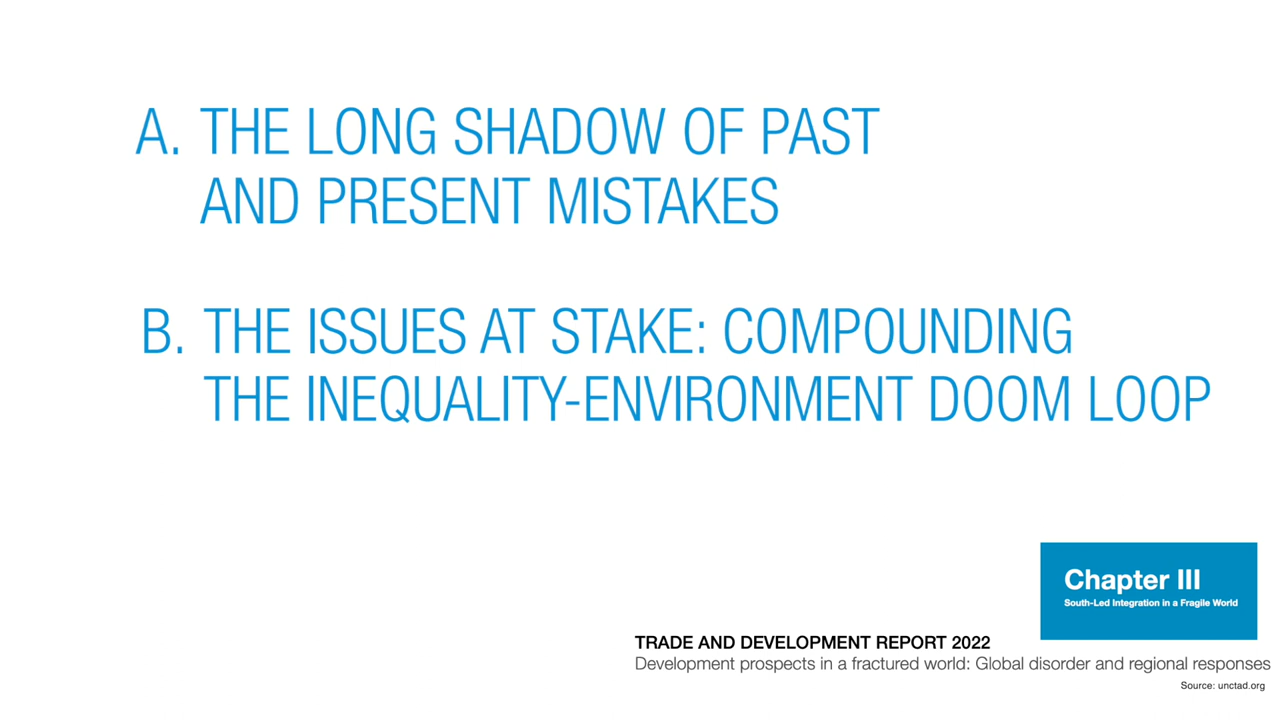 A. THE LONG SHADOW OF PAST
AND PRESENT MISTAKES
B. THE ISSUES AT STAKE: COMPOUNDING
THE INEQUALITY-ENVIRONMENT DOOM LOOP
Chapter III
South-Led Integration in a Fragile World
TRADE AND DEVELOPMENT REPORT 2022
Development prospects in a fractured world: Global disorder and regional responses
Source: unctad.org